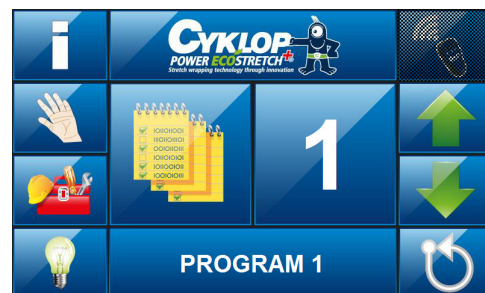 i
CYKLOP
POWER ECOSTRETCH+
Stretch wrapping technology through innovation
1
PROGRAM 1